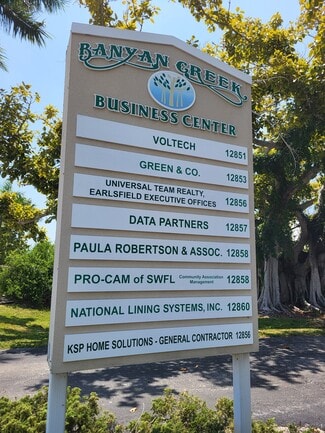 BANYAN CREEK
BUSINESS CENTER
VOLTECH 12851
GREEN & CO. 12853
UNIVERSAL TEAM REALTY,
EARLSFIELD EXECUTIVE OFFICES 12856
DATA PARTNERS 12857
PAULA ROBERTSON & ASSOC. 12858
PRO-CAM of SWFL Community Association Management 12858
NATIONAL LINING SYSTEMS, INC. 12860
KSP HOME SOLUTIONS - GENERAL CONTRACTOR 12856